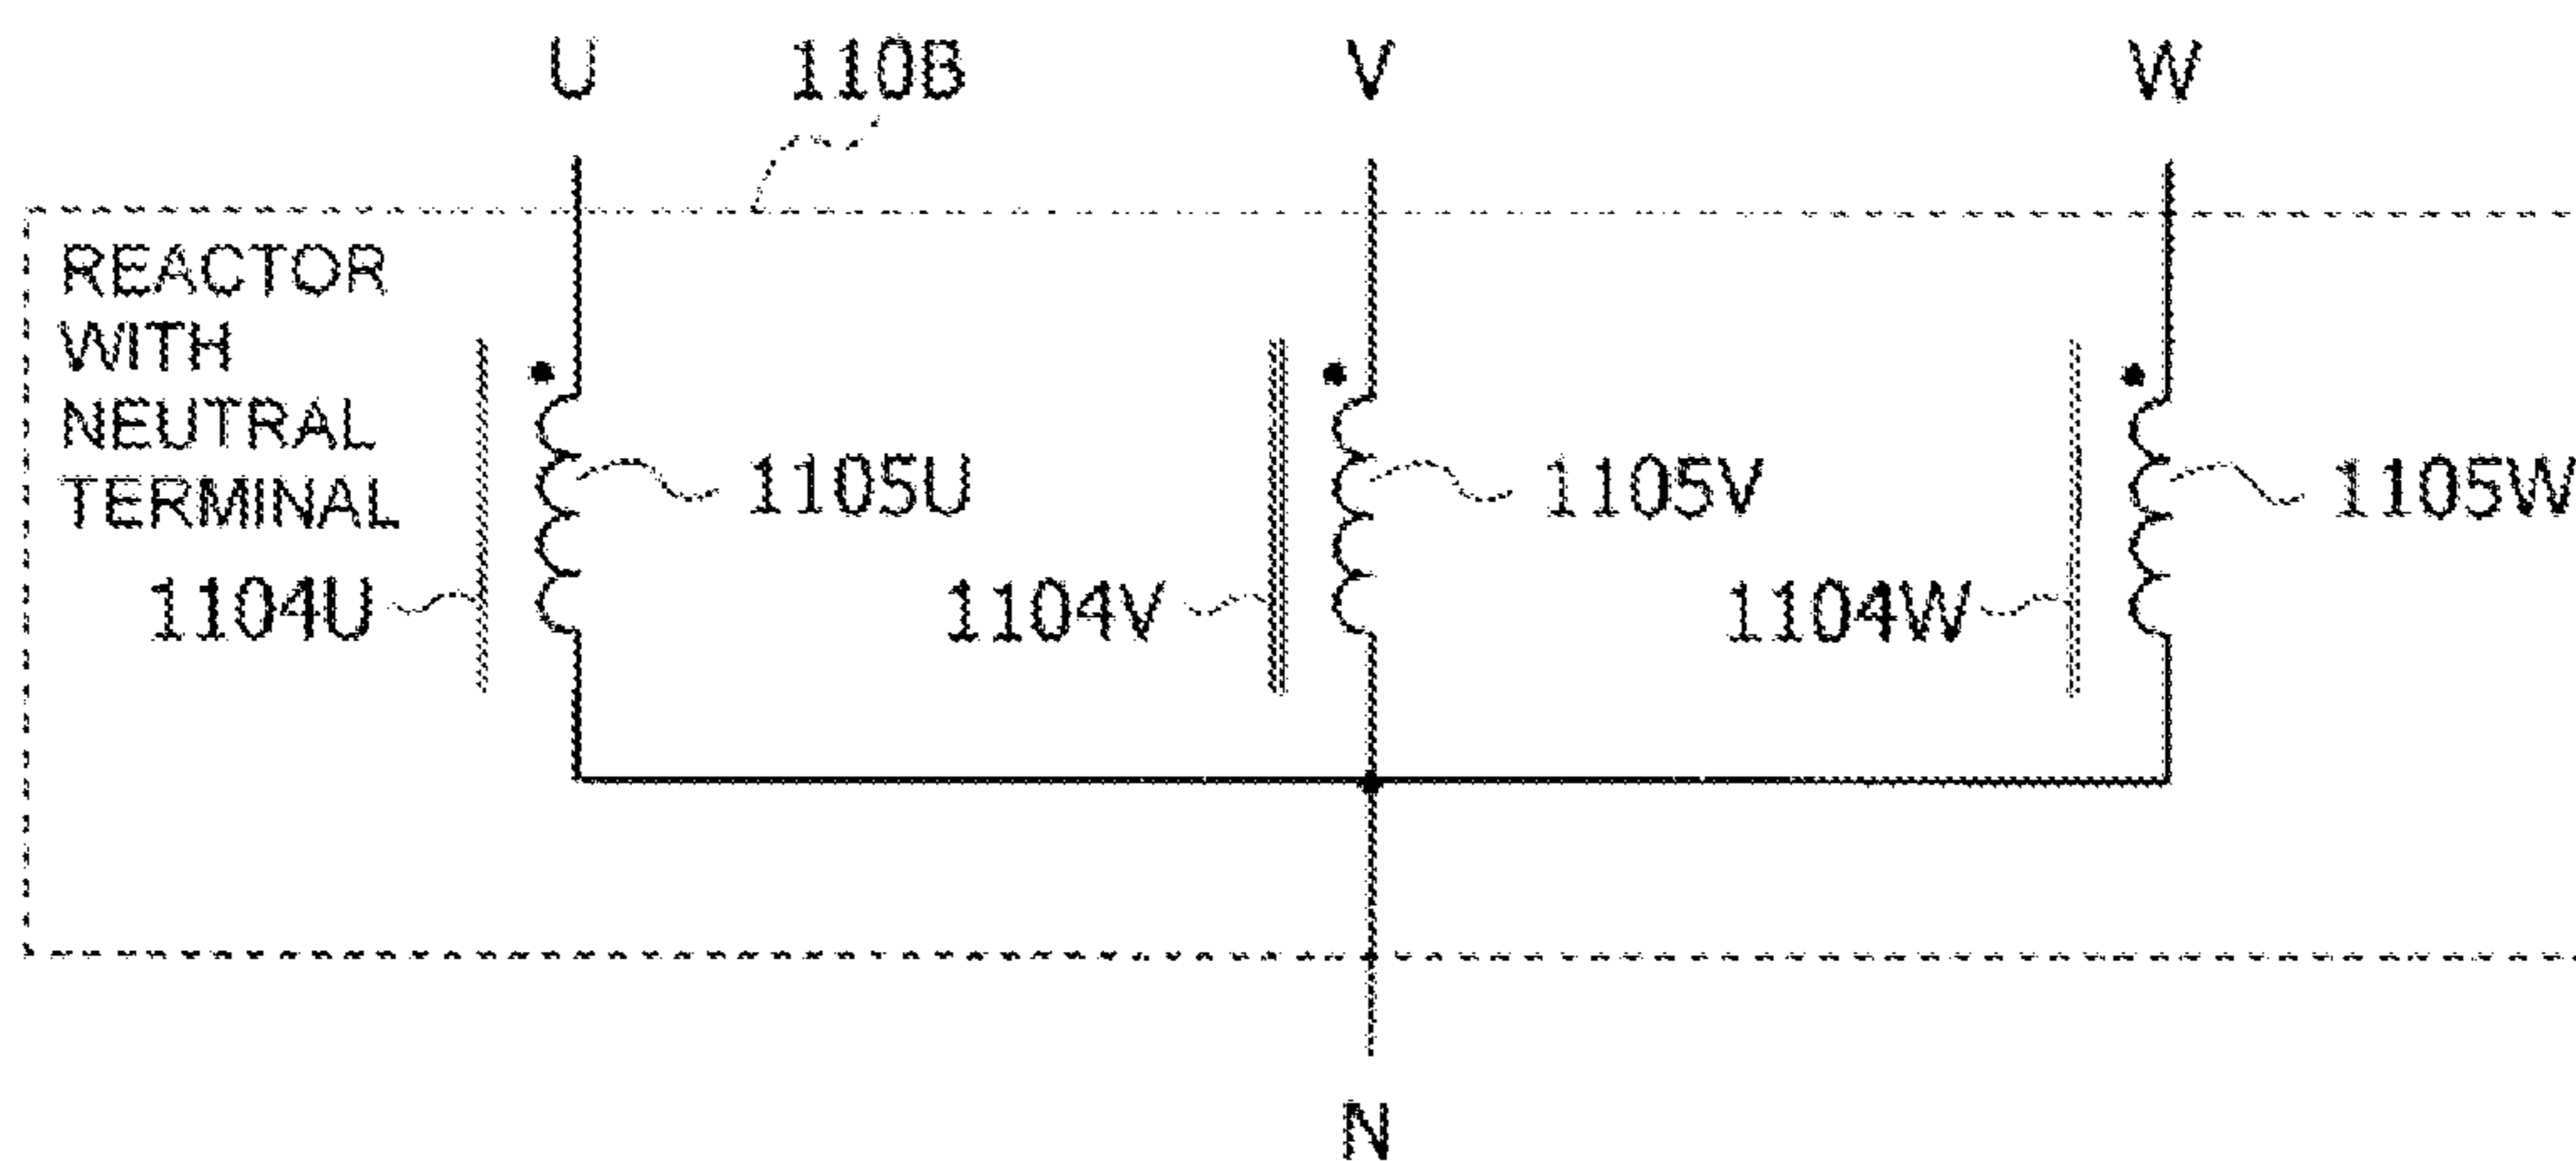 U 110B V W
REACTOR
WITH
NEUTRAL
TERMINAL
1105U 1105V 1105W
1104U 1104V 1104W
N